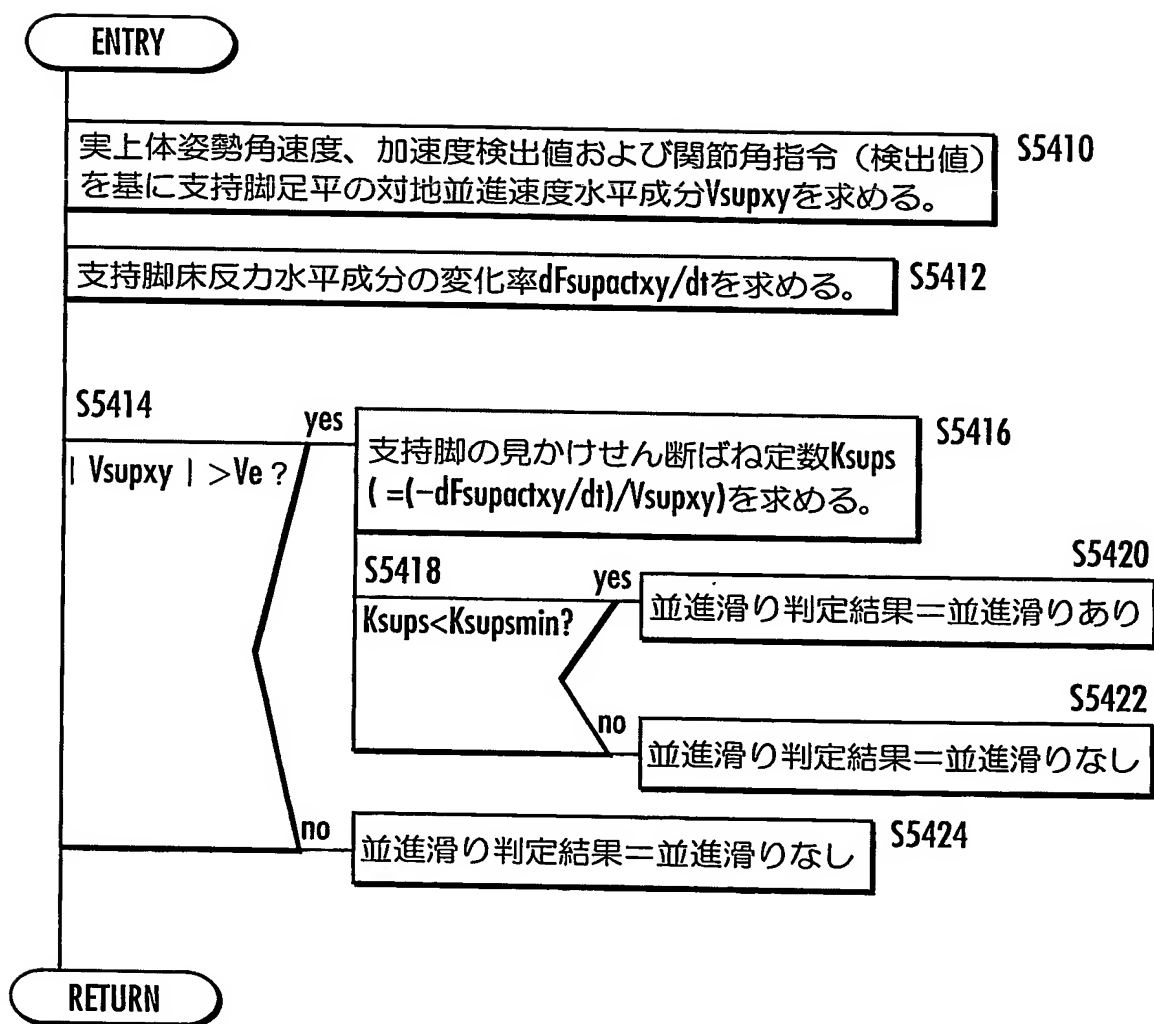 ENTRY
実上体姿勢角速度、加速度検出値および関節角指令（検出値）
を基に支持脚足平の対地並進速度水平成分Vsupxyを求める。
S5410
支持脚床反力水平成分の変化率dFsupactxy/dtを求める。
S5412
S5414
| Vsupxy | >Ve ?
yes
支持脚の見かけせん断ばね定数Ksups
( =(-dFsupactxy/dt)/Vsupxy)を求める。
S5416
S5418
Ksups<Ksupsmin?
yes
S5420
並進滑り判定結果＝並進滑りあり
S5422
no
並進滑り判定結果＝並進滑りなし
no
並進滑り判定結果＝並進滑りなし
S5424
RETURN